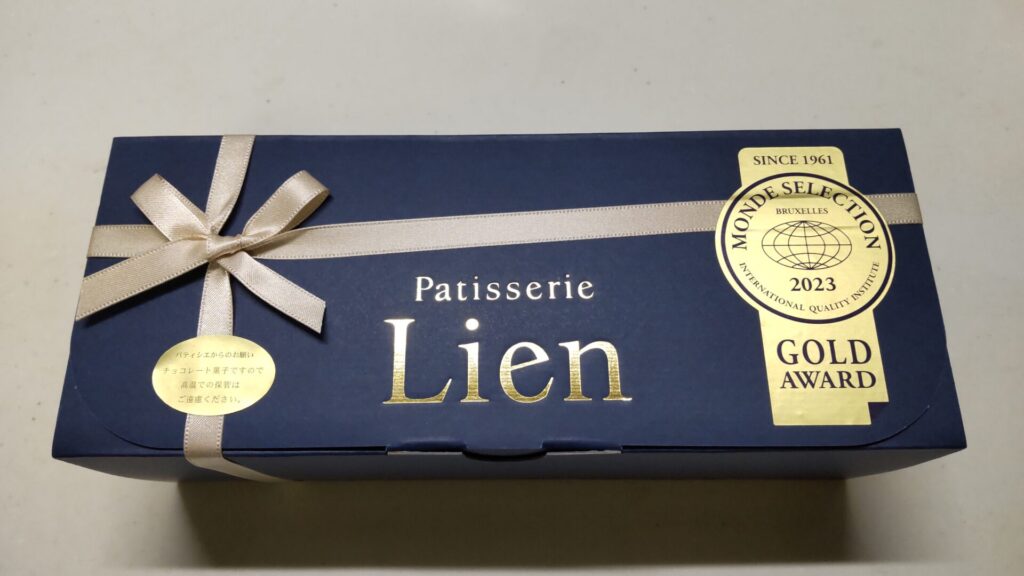 Patisserie
Lien
パティシエからのお願い
チョコレート菓子ですので
高温での保管は
ご遠慮ください。
SINCE 1961
MONDE SELECTION
BRUXELLES
2023
INTERNATIONAL QUALITY INSTITUTE
GOLD
AWARD